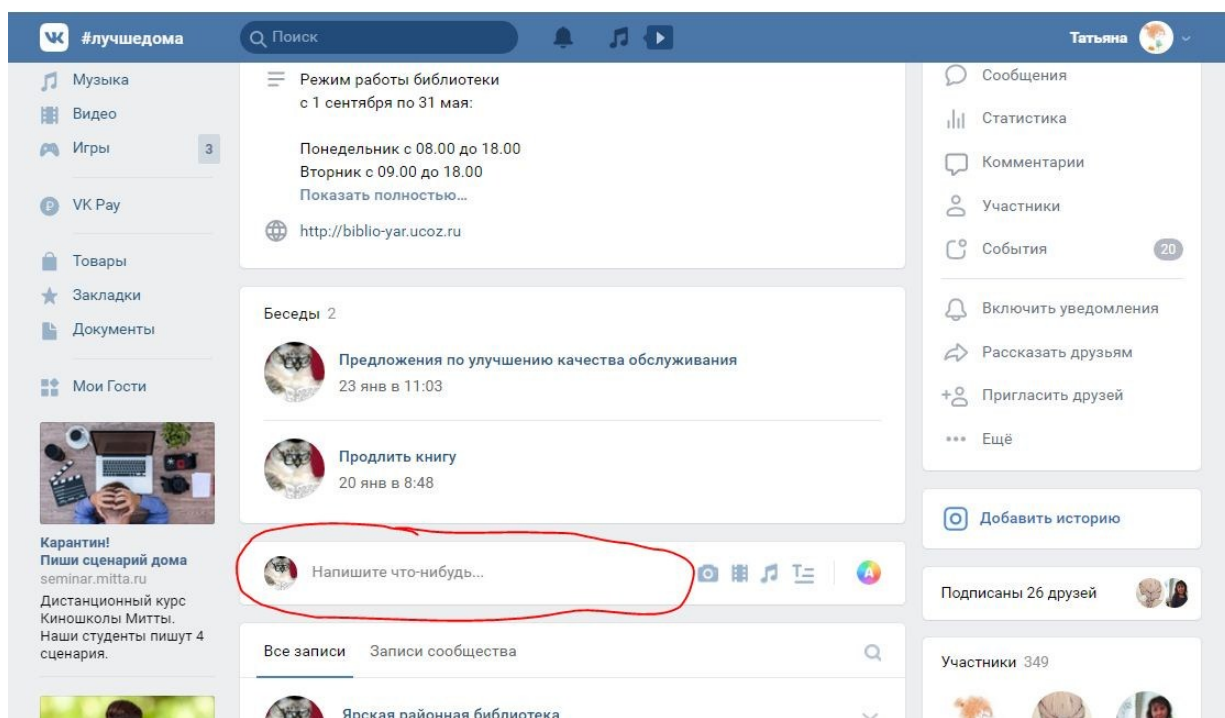 #лучшедома
Поиск
Татьяна
Музыка
Видео
Игры 3
VK Pay
Товары
Закладки
Документы
Мои Гости
Карантин!
Пиши сценарий дома
seminar.mitta.ru
Дистанционный курс
Киношколы Митты.
Наши студенты пишут 4
сценария.
Режим работы библиотеки
с 1 сентября по 31 мая:
Понедельник с 08.00 до 18.00
Вторник с 09.00 до 18.00
Показать полностью...
http://biblio-yar.ucoz.ru
Беседы 2
Предложения по улучшению качества обслуживания
23 янв в 11:03
Продлить книгу
20 янв в 8:48
Напишите что-нибудь...
Все записи Записи сообщества
Ярская районная библиотека
Сообщения
Статистика
Комментарии
Участники
События 20
Включить уведомления
Рассказать друзьям
Пригласить друзей
Ещё
Добавить историю
Подписаны 26 друзей
Участники 349